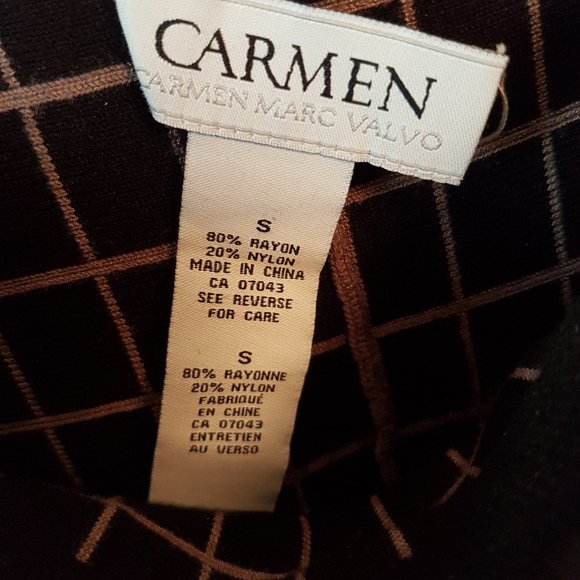 CARMEN
CARMEN MARC VALVO
S
80% RAYON
20% NYLON
MADE IN CHINA
CA 07043
SEE REVERSE
FOR CARE
S
80% RAYONNE
20% NYLON
FABRIQUÉ
EN CHINE
CA 07043
ENTRETIEN
AU VERSO